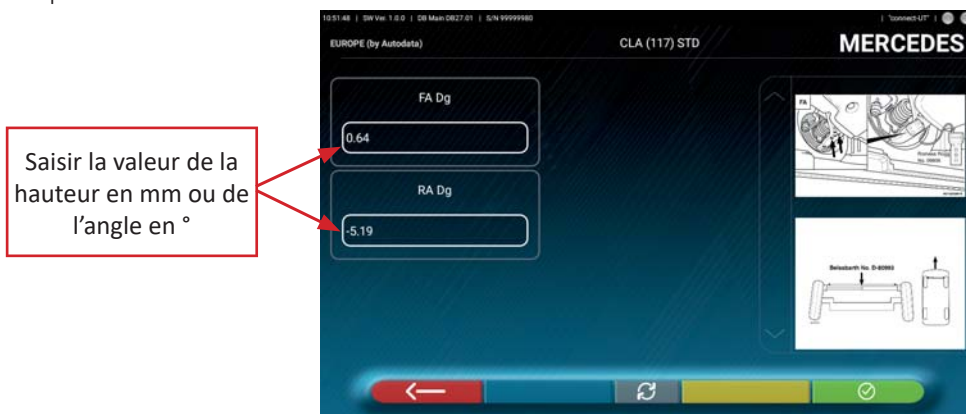 10:51:48 | SW Ver. 1.0.0 | DB Main DB27.01 | S/N 99999980
| "connect-UT" |
EUROPE (by Autodata)
CLA (117) STD
MERCEDES
FA Dg
0.64
Saisir la valeur de la
hauteur en mm ou de
l'angle en °
RA Dg
-5.19
FA
Beissbarth No. D-80993